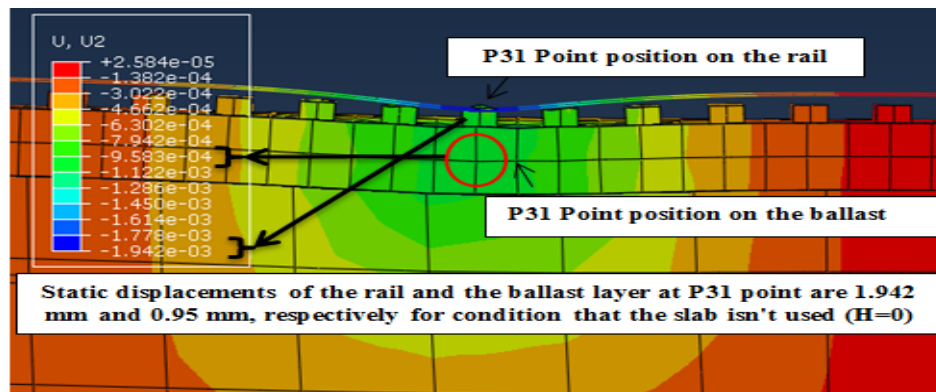 U, U2
+2.584e-05
-1.382e-04
-3.022e-04
-4.662e-04
-6.302e-04
-7.942e-04
-9.583e-04
-1.122e-03
-1.286e-03
-1.450e-03
-1.614e-03
-1.778e-03
-1.942e-03
P31 Point position on the rail
P31 Point position on the ballast
Static displacements of the rail and the ballast layer at P31 point are 1.942
mm and 0.95 mm, respectively for condition that the slab isn't used (H=0)